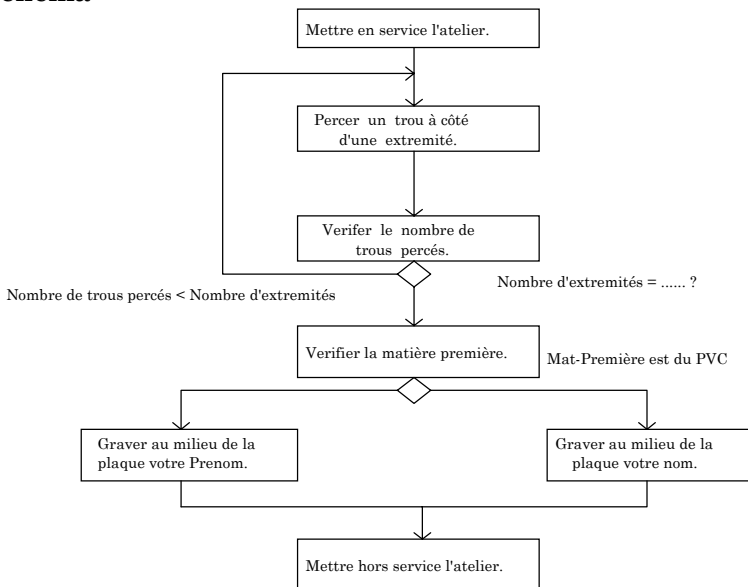 Mettre en service l'atelier.
Percer un trou à côté
d'une extremité.
Verifer le nombre de
trous percés.
Nombre d'extremités = ...... ?
Nombre de trous percés < Nombre d'extremités
Verifier la matière première.
Mat-Première est du PVC
Graver au milieu de la
plaque votre Prenom.
Graver au milieu de la
plaque votre nom.
Mettre hors service l'atelier.